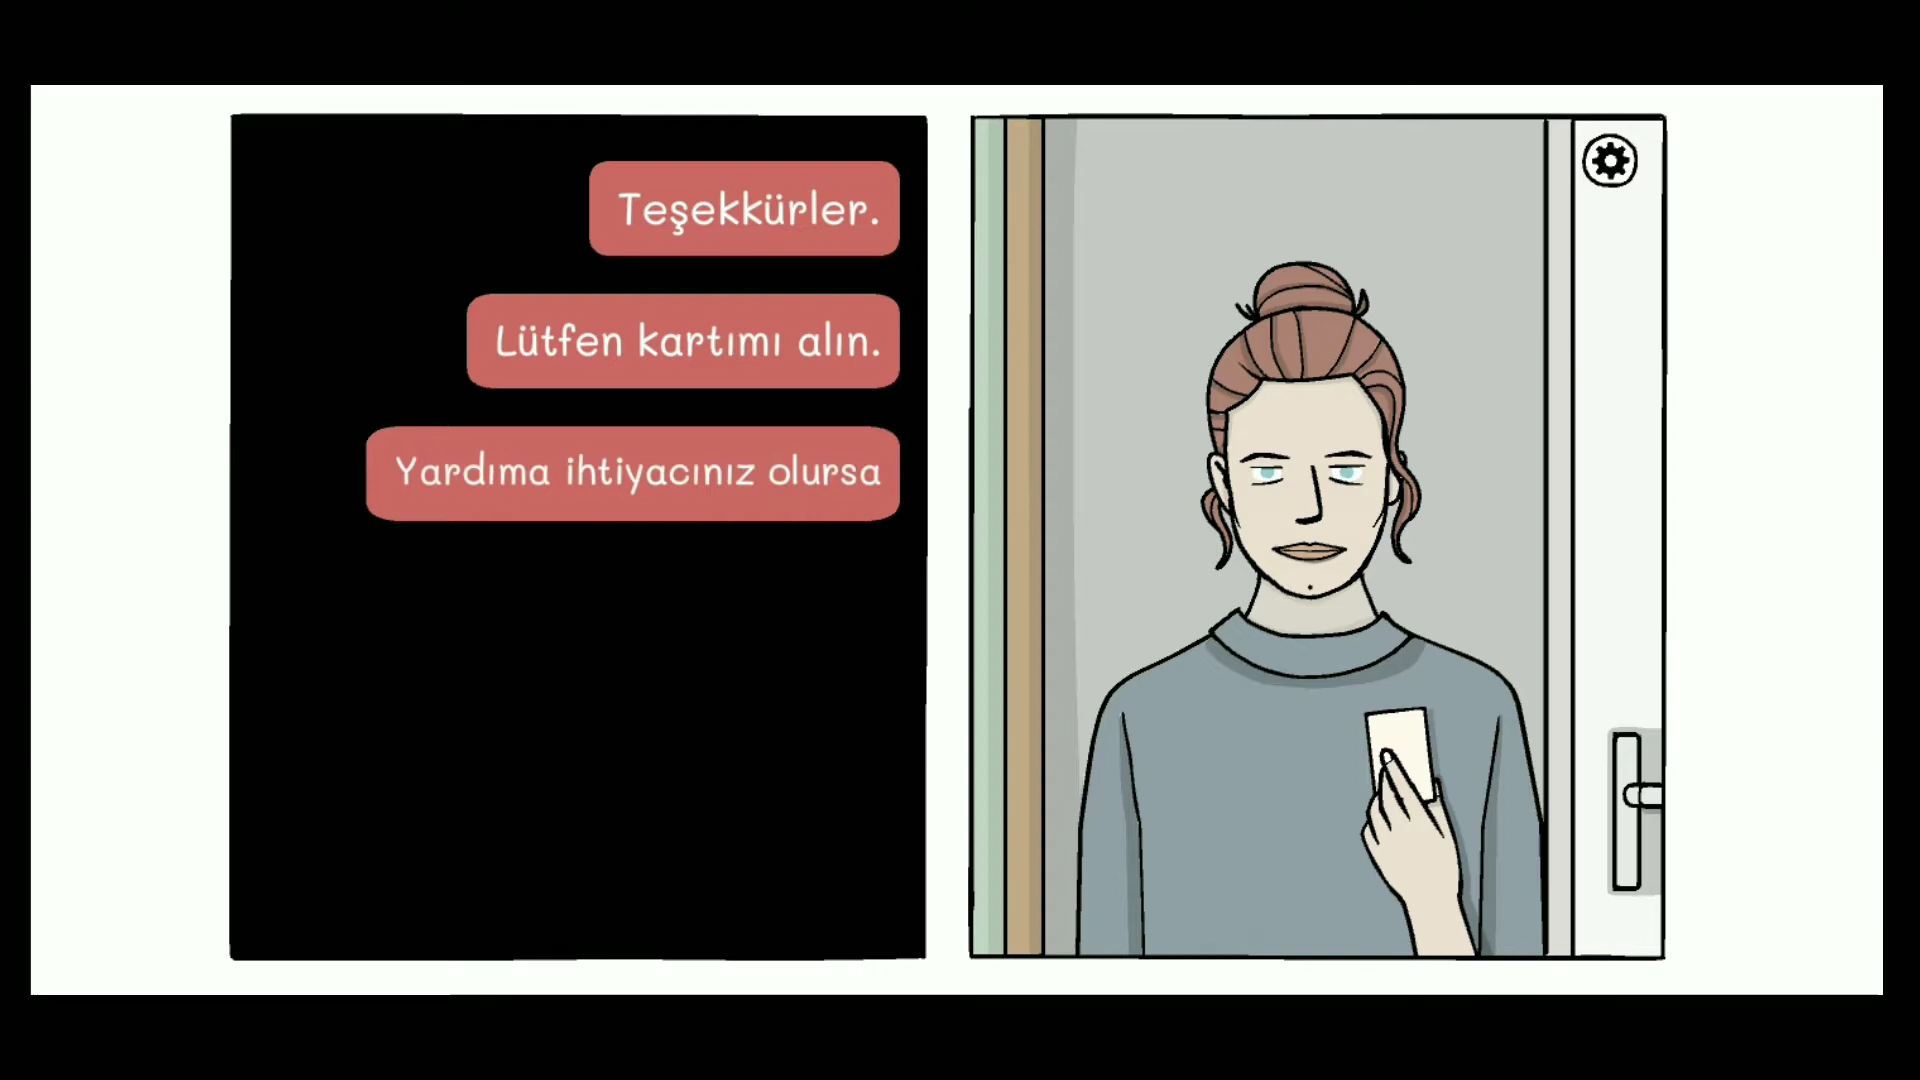 Teşekkürler.
Lütfen kartımı alın.
Yardıma ihtiyacınız olursa